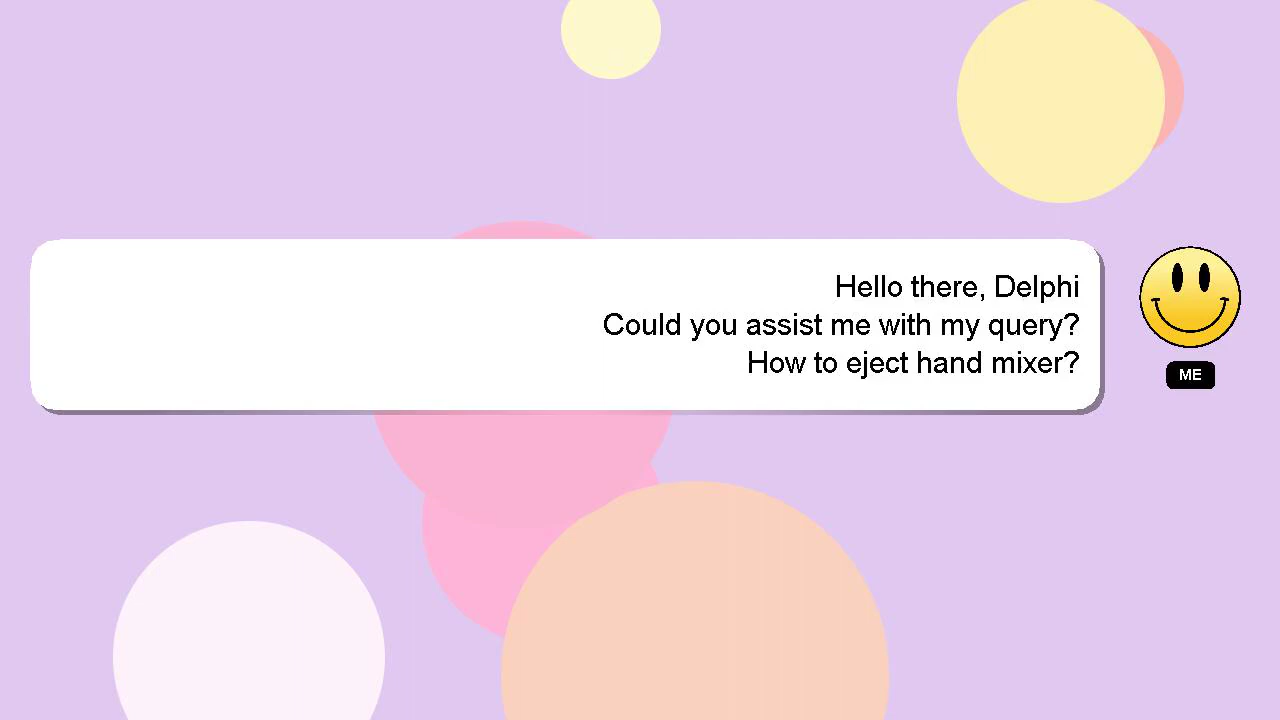 Hello there, Delphi
Could you assist me with my query?
How to eject hand mixer?
ME